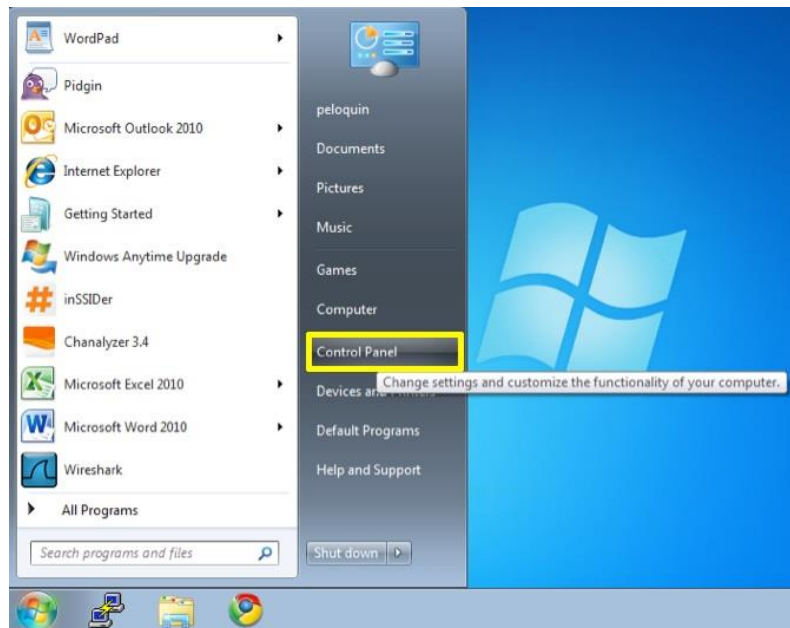 WordPad
Pidgin
Microsoft Outlook 2010
Internet Explorer
Getting Started
Windows Anytime Upgrade
inSSIDer
Chanalyzer 3.4
Microsoft Excel 2010
Microsoft Word 2010
Wireshark
All Programs
Search programs and files
peloquin
Documents
Pictures
Music
Games
Computer
Control Panel
Change settings and customize the functionality of your computer.
Devices and Printers
Default Programs
Help and Support
Shut down